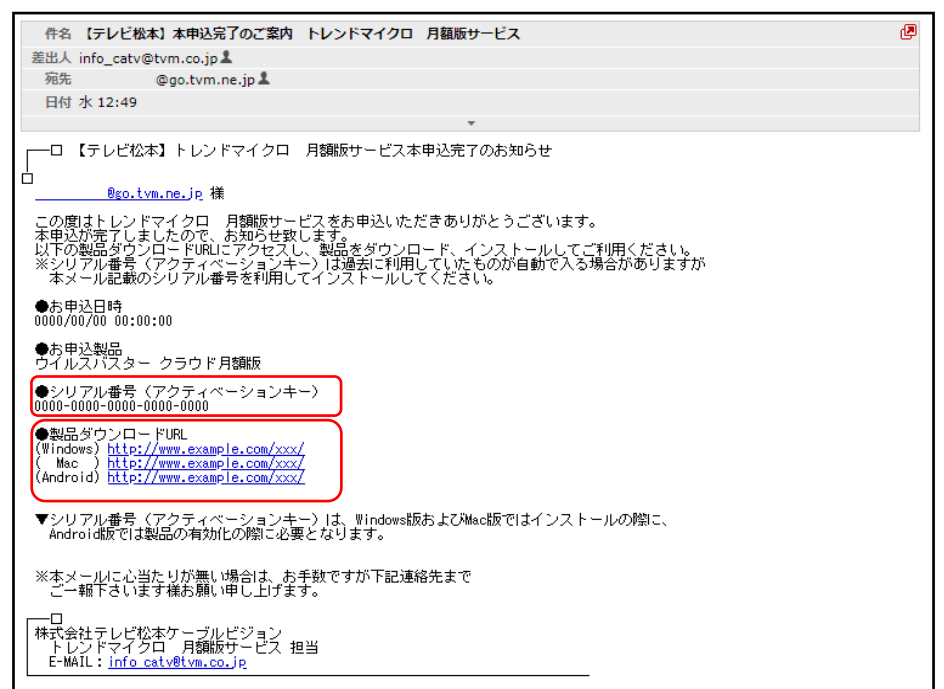 件名 【テレビ松本】本申込完了のご案内 トレンドマイクロ 月額版サービス
差出人 info_catv@tvm.co.jp
宛先 @go.tvm.ne.jp
日付 水 12:49
【テレビ松本】トレンドマイクロ 月額版サービス本申込完了のお知らせ
@go.tvm.ne.jp 様
この度はトレンドマイクロ 月額版サービスをお申込いただきありがとうございます。
本申込が完了しましたので、お知らせ致します。
以下の製品ダウンロードURLにアクセスし、製品をダウンロード、インストールしてご利用ください。
※シリアル番号（アクティベーションキー）は過去に利用していたものが自動で入る場合がありますが
本メール記載のシリアル番号を利用してインストールしてください。
●お申込日時
0000/00/00 00:00:00
●お申込製品
ウイルスバスター クラウド月額版
●シリアル番号（アクティベーションキー）
0000-0000-0000-0000-0000
●製品ダウンロードURL
(Windows) http://www.example.com/xxx/
( Mac ) http://www.example.com/xxx/
(Android) http://www.example.com/xxx/
▼シリアル番号（アクティベーションキー）は、Windows版およびMac版ではインストールの際に、
Android版では製品の有効化の際に必要となります。
※本メールに心当たりが無い場合は、お手数ですが下記連絡先まで
ご一報下さいます様お願い申し上げます。
株式会社テレビ松本ケーブルビジョン
トレンドマイクロ 月額版サービス 担当
E-MAIL：info_catv@tvm.co.jp